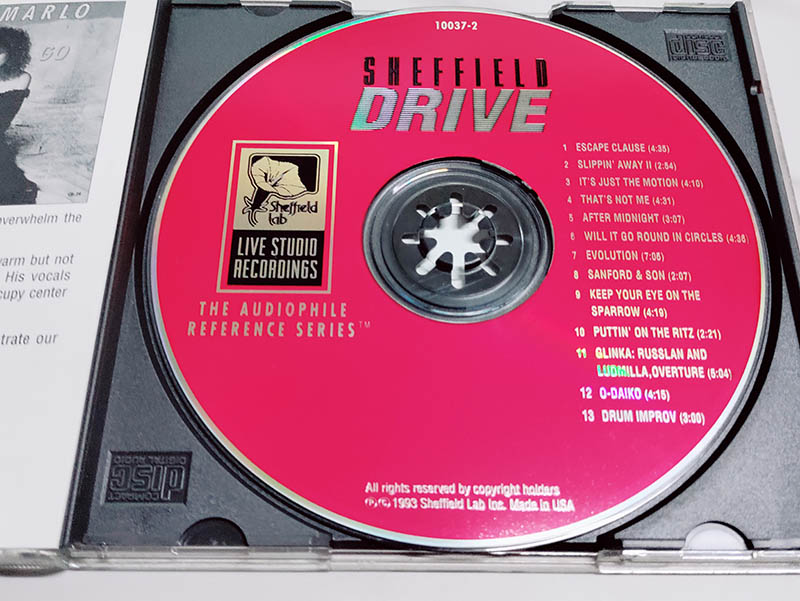 MARLO
GO
overwhelm the
warm but not
His vocals
cupy center
trate our
10037-2
SHEFFIELD
DRIVE
Sheffield
Lab
LIVE STUDIO
RECORDINGS
THE AUDIOPHILE
REFERENCE SERIES™
1 ESCAPE CLAUSE (4:35)
2 SLIPPIN' AWAY II (2:54)
3 IT'S JUST THE MOTION (4:10)
4 THAT'S NOT ME (4:31)
5 AFTER MIDNIGHT (3:07)
6 WILL IT GO ROUND IN CIRCLES (4:36)
7 EVOLUTION (7:05)
8 SANFORD & SON (2:07)
9 KEEP YOUR EYE ON THE
SPARROW (4:19)
10 PUTTIN' ON THE RITZ (2:21)
11 GLINKA: RUSSLAN AND
LUDMILLA,OVERTURE (5:04)
12 O-DAIKO (4:15)
13 DRUM IMPROV (3:00)
All rights reserved by copyright holders
℗© 1993 Sheffield Lab Inc. Made in USA
disc
COMPACT
disc
DIGITAL AUDIO